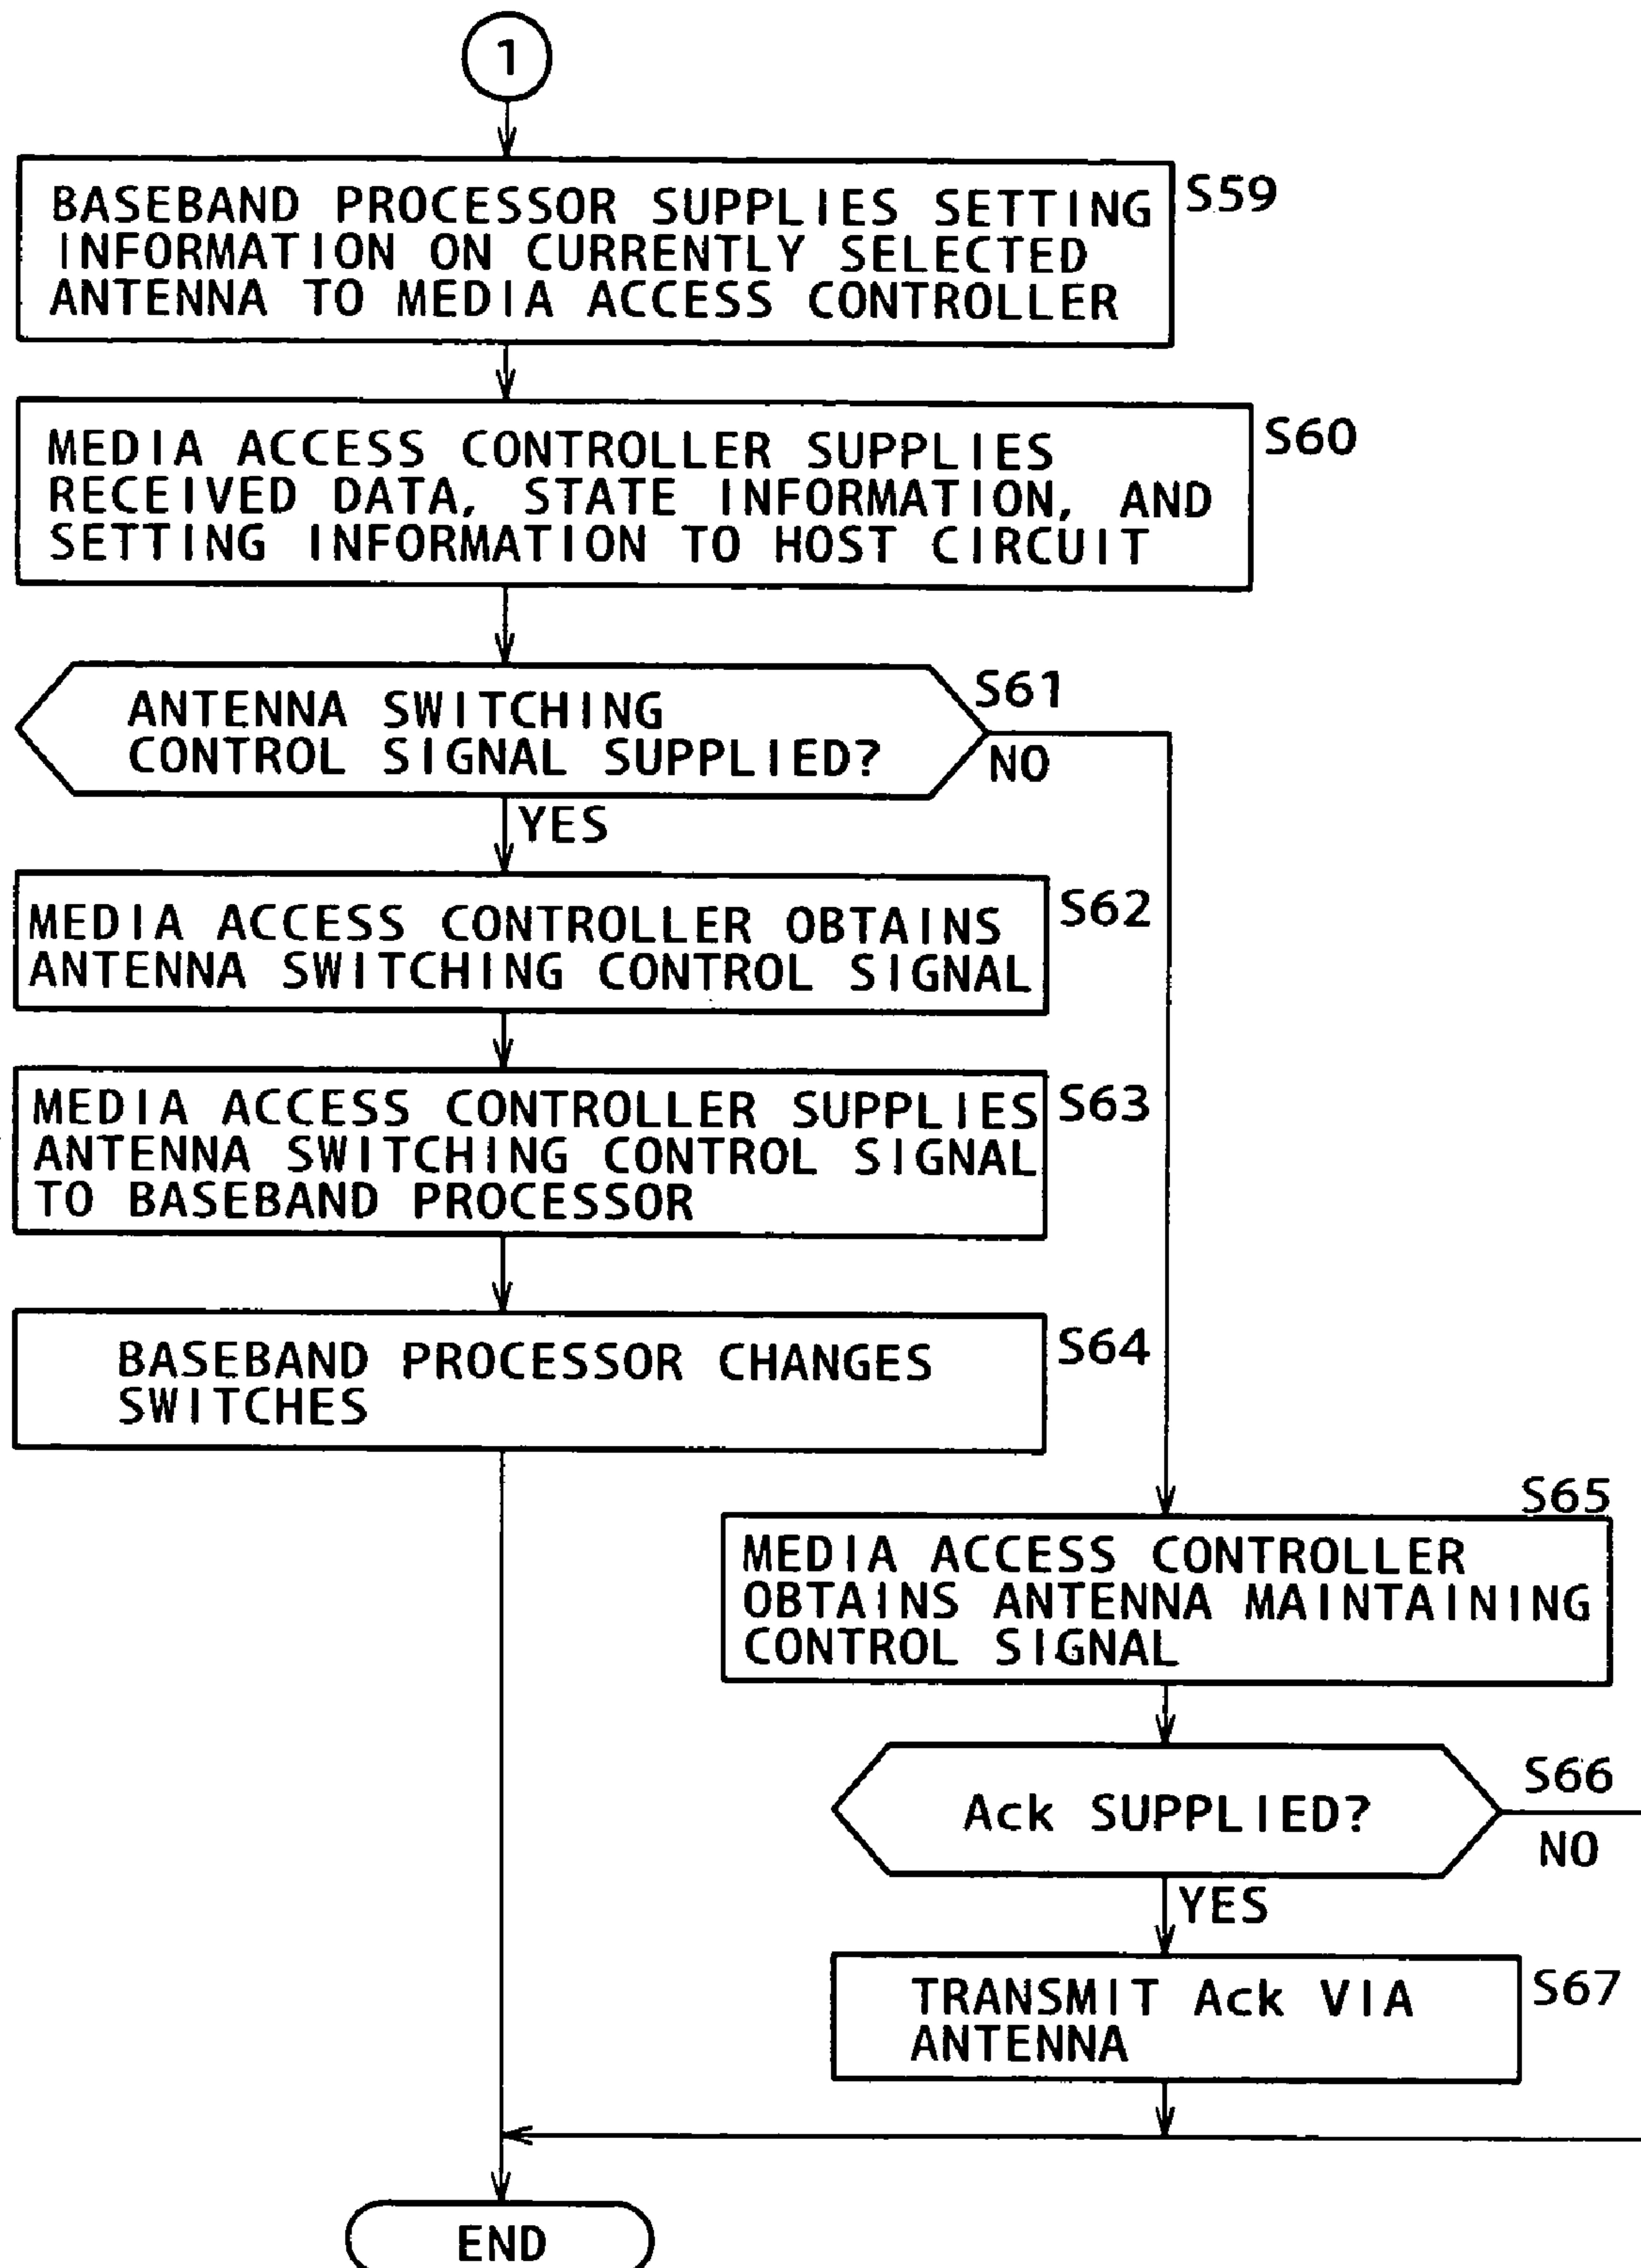 1
BASEBAND PROCESSOR SUPPLIES SETTING
INFORMATION ON CURRENTLY SELECTED
ANTENNA TO MEDIA ACCESS CONTROLLER
S59
MEDIA ACCESS CONTROLLER SUPPLIES
RECEIVED DATA, STATE INFORMATION, AND
SETTING INFORMATION TO HOST CIRCUIT
S60
ANTENNA SWITCHING
CONTROL SIGNAL SUPPLIED?
S61
NO
YES
MEDIA ACCESS CONTROLLER OBTAINS
ANTENNA SWITCHING CONTROL SIGNAL
S62
MEDIA ACCESS CONTROLLER SUPPLIES
ANTENNA SWITCHING CONTROL SIGNAL
TO BASEBAND PROCESSOR
S63
BASEBAND PROCESSOR CHANGES
SWITCHES
S64
S65
MEDIA ACCESS CONTROLLER
OBTAINS ANTENNA MAINTAINING
CONTROL SIGNAL
Ack SUPPLIED?
S66
NO
YES
TRANSMIT Ack VIA
ANTENNA
S67
END